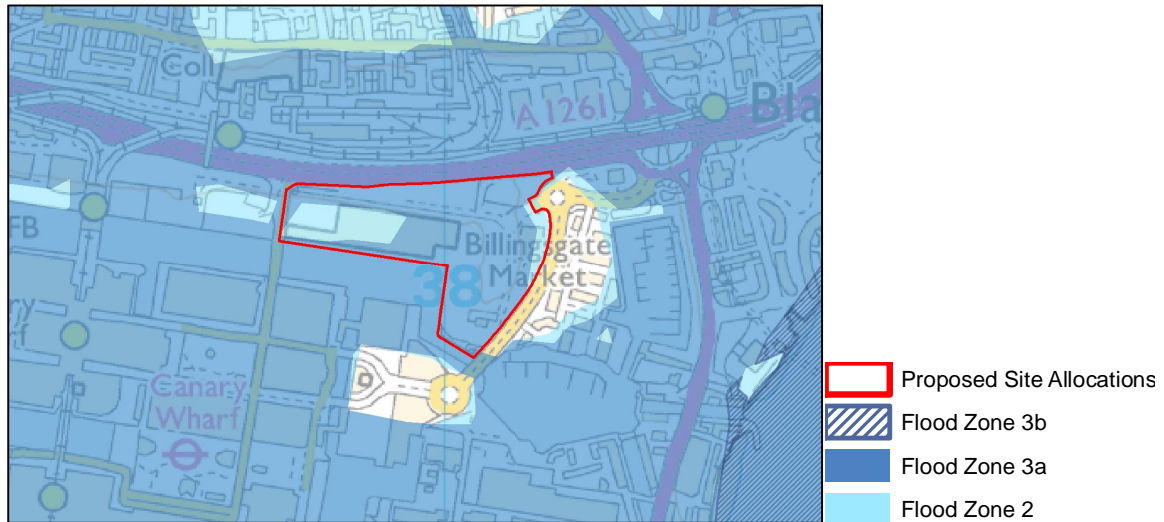 Coll
A 1261
Bla
FB
Billingsgate
Market
38
ry
Canary
Wharf
Proposed Site Allocations
Flood Zone 3b
Flood Zone 3a
Flood Zone 2